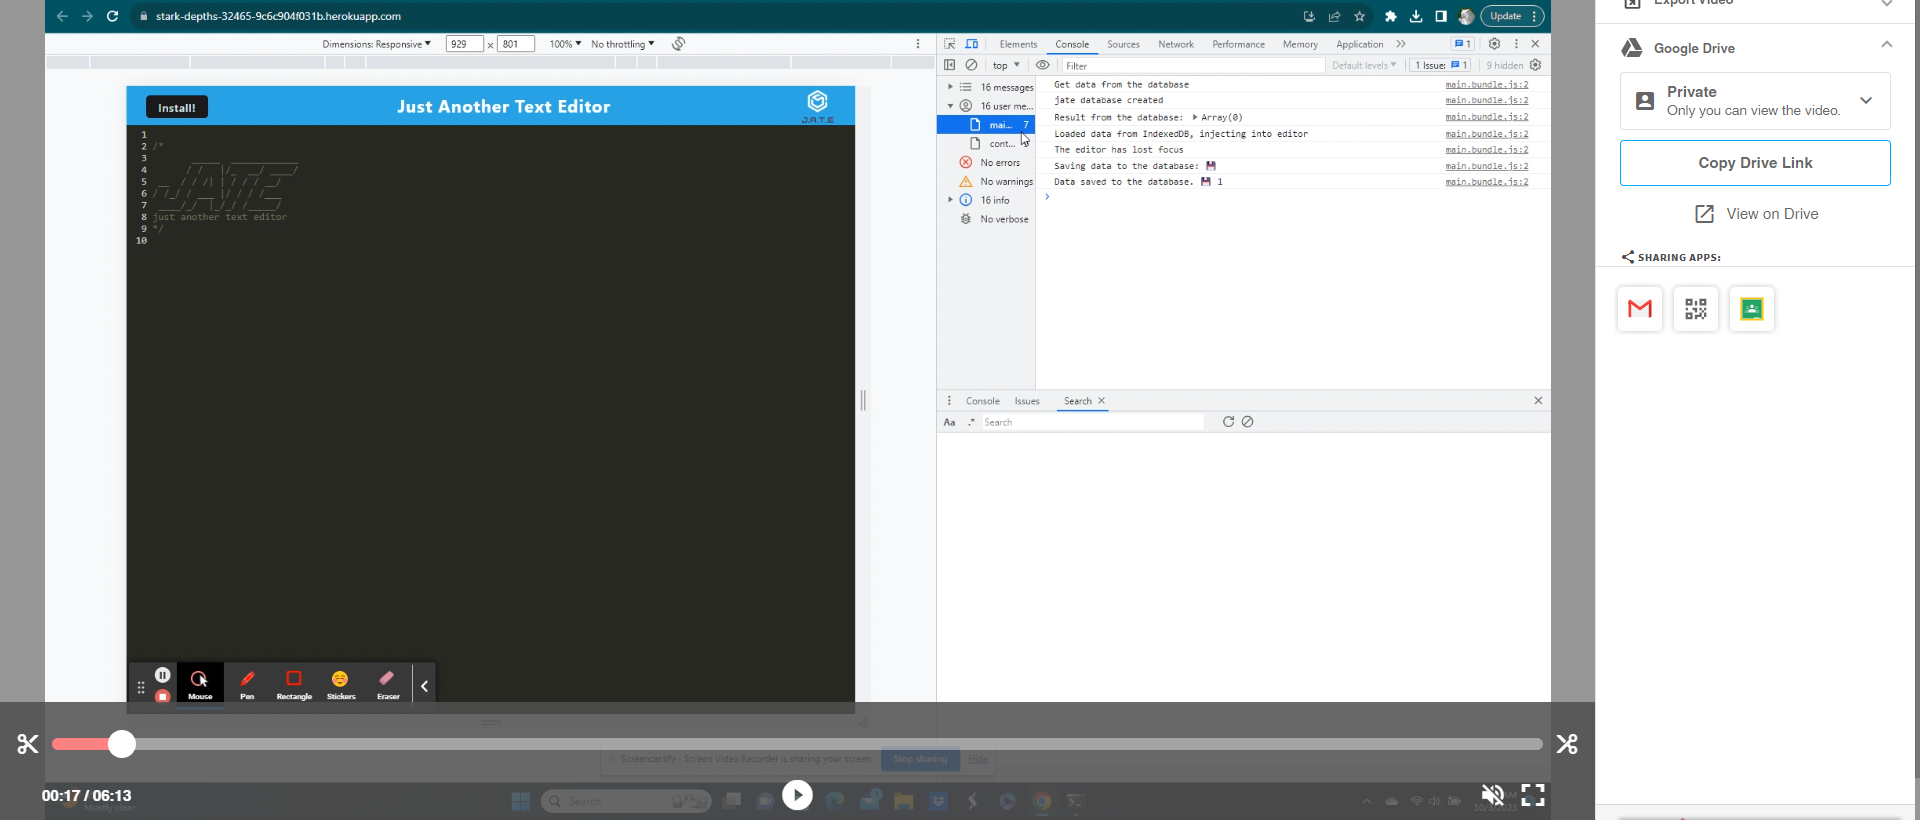 stark-depths-32465-9c6c904f031b.herokuapp.com
Update
Dimensions: Responsive 929 x 801 100% No throttling
Elements Console Sources Network Performance Memory Application 1
top Filter Default levels 1 Issue: 1 9 hidden
16 messages
16 user me...
mai... 7
cont...
No errors
No warnings
16 info
No verbose
Get data from the database main.bundle.js:2
jate database created main.bundle.js:2
Result from the database: Array(0) main.bundle.js:2
Loaded data from IndexedDB, injecting into editor main.bundle.js:2
The editor has lost focus main.bundle.js:2
Saving data to the database: 💾 main.bundle.js:2
Data saved to the database. 💾 1 main.bundle.js:2
Install!
Just Another Text Editor
J.A.T.E
1
2 /*
3
4
5
6
7
8 just another text editor
9 */
10
Console Issues Search
Aa .* Search
Mouse Pen Rectangle Stickers Eraser
Screencastify - Screen Video Recorder is sharing your screen. Stop sharing Hide
00:17 / 06:13
Mostly clear
Search
Export Video
Google Drive
Private
Only you can view the video.
Copy Drive Link
View on Drive
SHARING APPS: